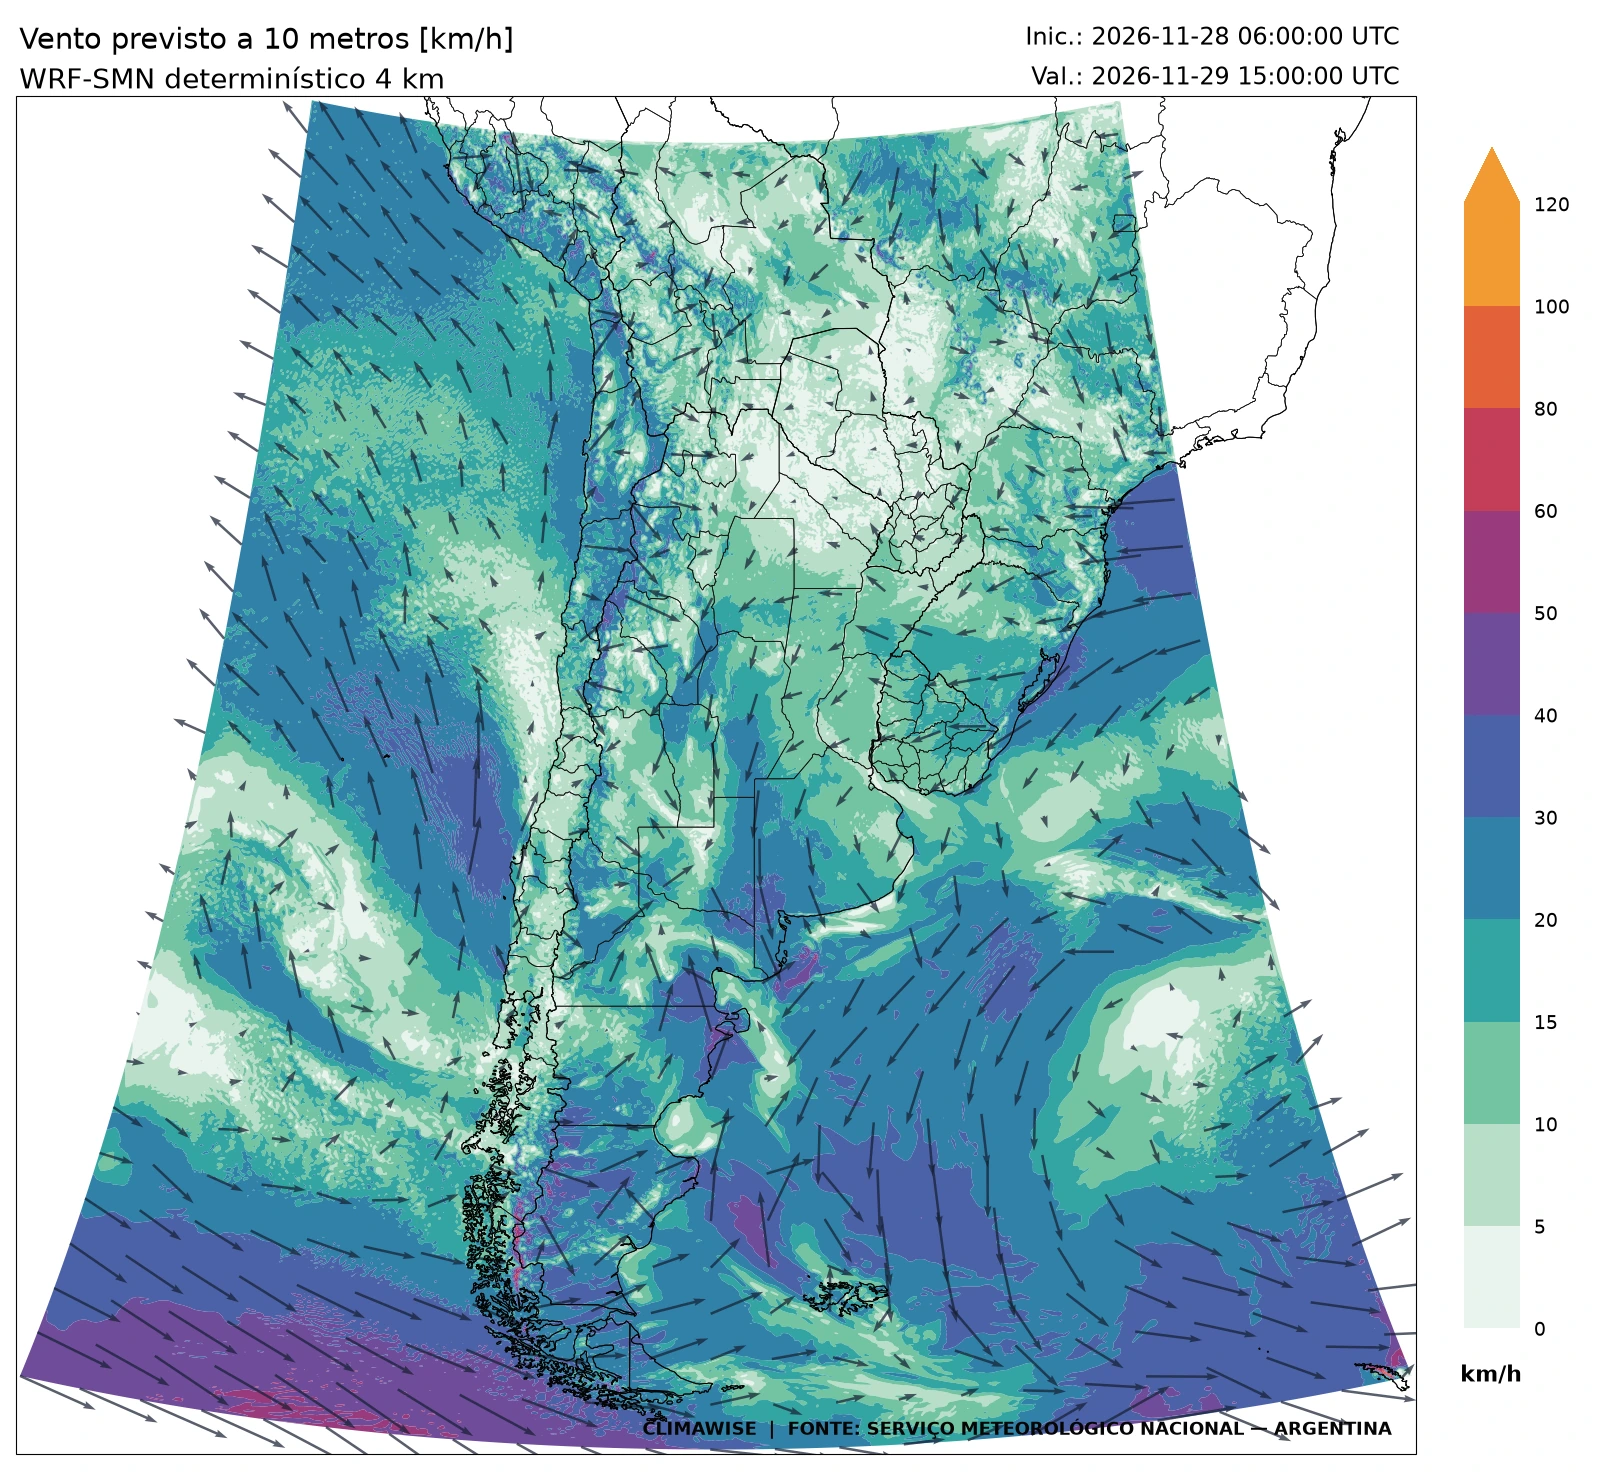 Vento previsto a 10 metros [km/h]
WRF-SMN determinístico 4 km
Inic.: 2026-11-28 06:00:00 UTC
Val.: 2026-11-29 15:00:00 UTC
120
100
80
60
50
40
30
20
15
10
5
0
km/h
CLIMAWISE | FONTE: SERVIÇO METEOROLÓGICO NACIONAL — ARGENTINA